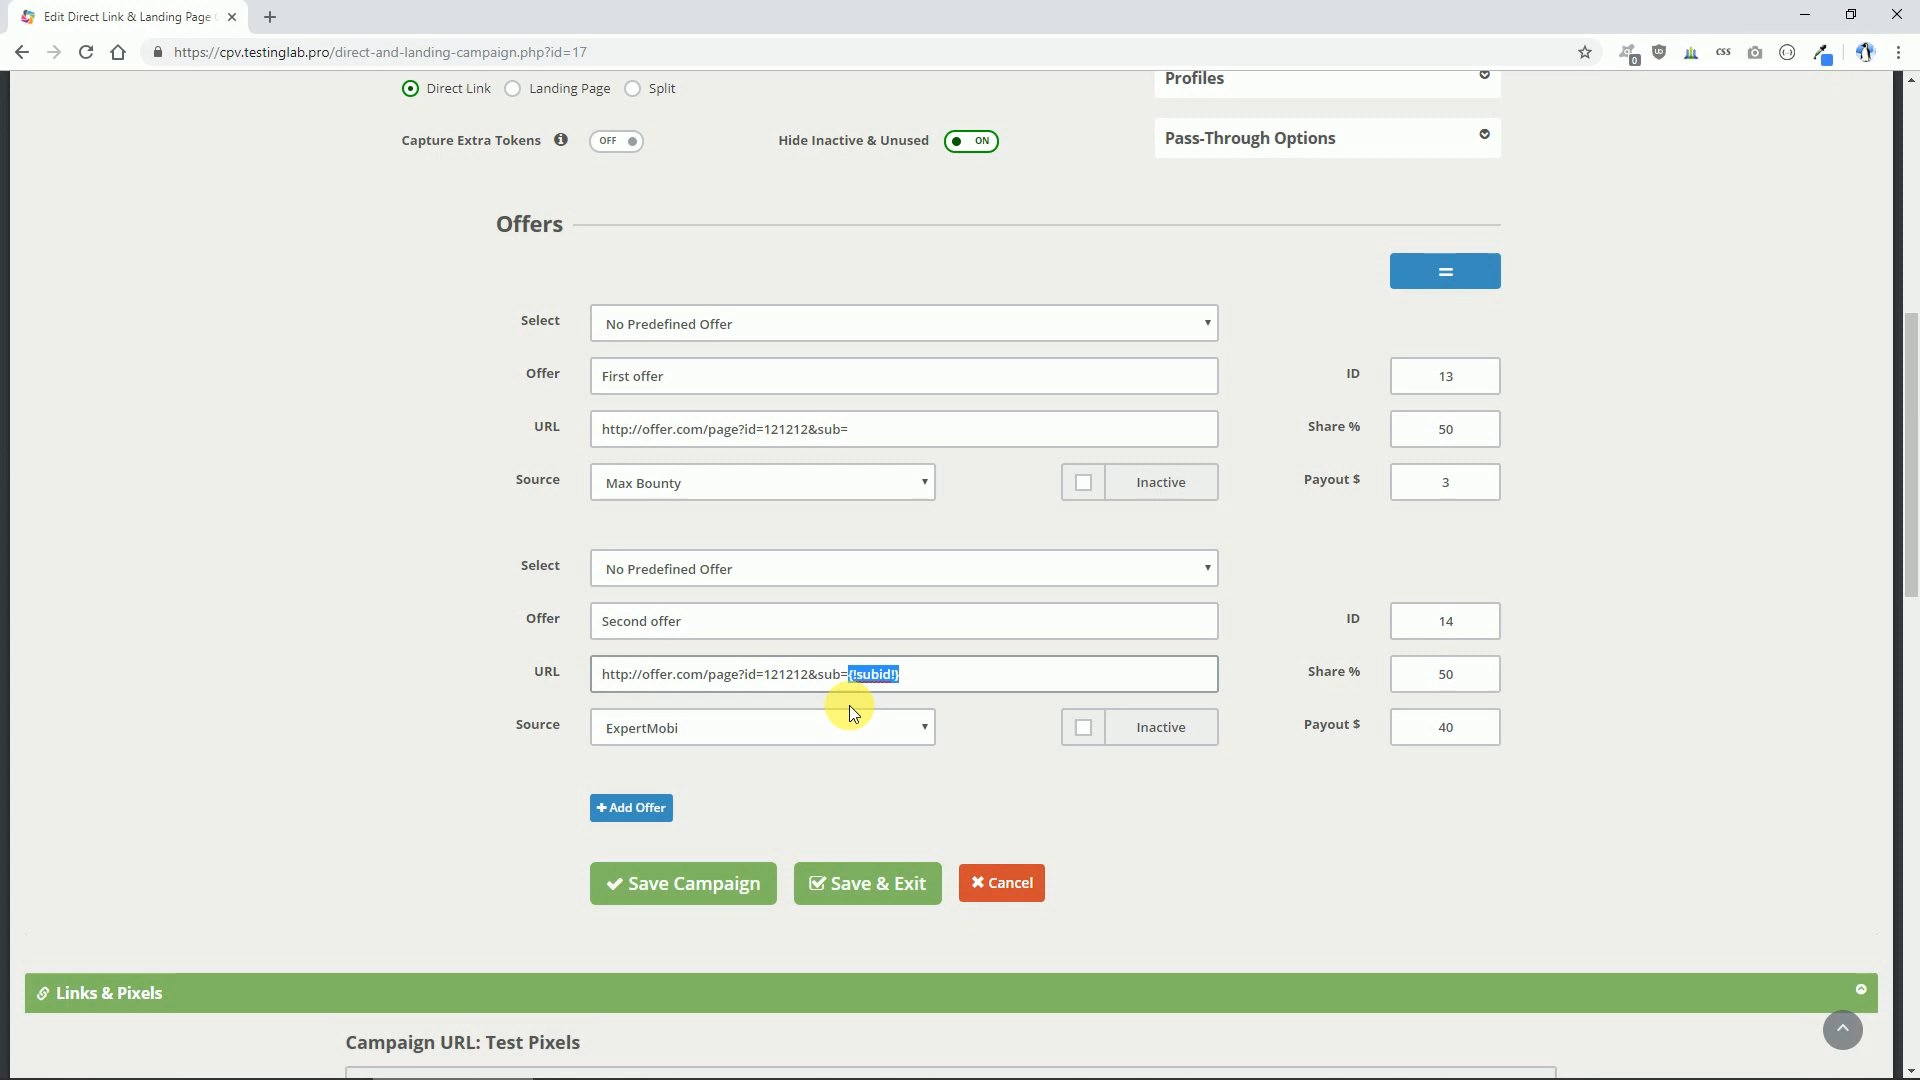 Edit Direct Link & Landing Page
https://cpv.testinglab.pro/direct-and-landing-campaign.php?id=17
0
CSS
Direct Link
Landing Page
Split
Profiles
Capture Extra Tokens
OFF
Hide Inactive & Unused
ON
Pass-Through Options
Offers
=
Select
No Predefined Offer
Offer
First offer
ID
13
URL
http://offer.com/page?id=121212&sub=
Share %
50
Source
Max Bounty
Inactive
Payout $
3
Select
No Predefined Offer
Offer
Second offer
ID
14
URL
http://offer.com/page?id=121212&sub={!subid!}
Share %
50
Source
ExpertMobi
Inactive
Payout $
40
+ Add Offer
Save Campaign
Save & Exit
Cancel
Links & Pixels
Campaign URL: Test Pixels